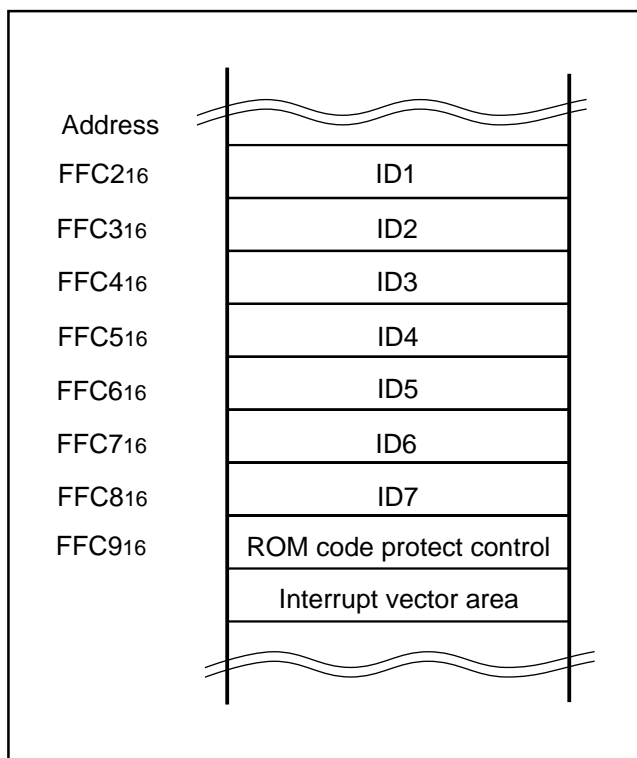 Address
FFC216 ID1
FFC316 ID2
FFC416 ID3
FFC516 ID4
FFC616 ID5
FFC716 ID6
FFC816 ID7
FFC916 ROM code protect control
Interrupt vector area